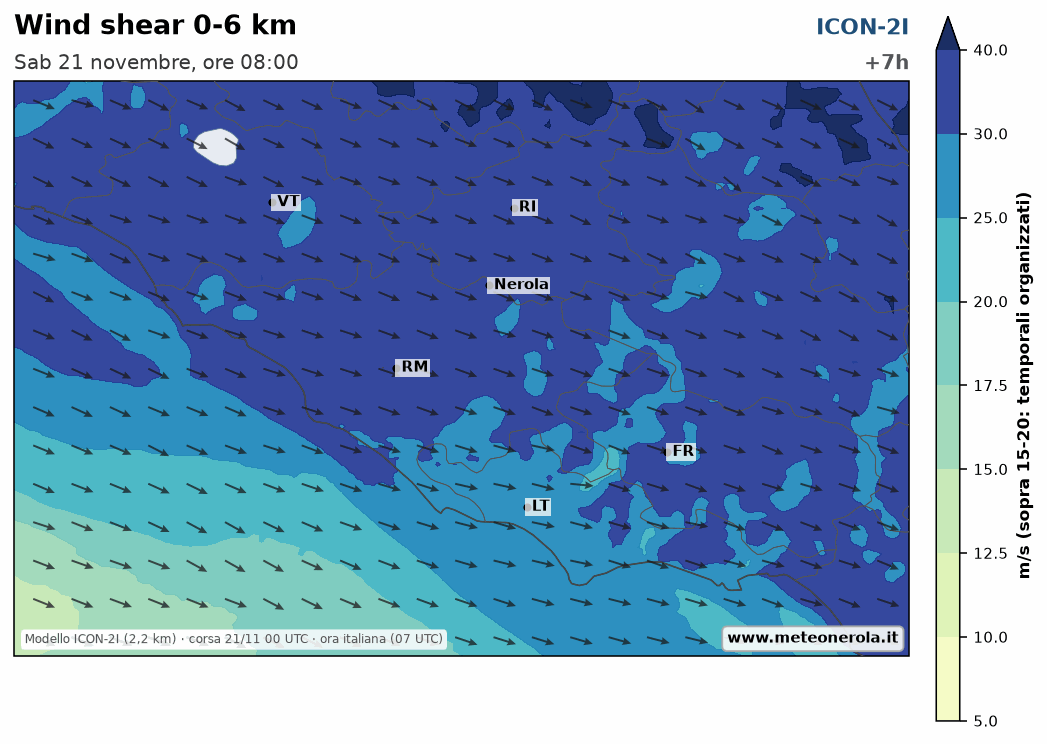 Wind shear 0-6 km
ICON-2I
Sab 21 novembre, ore 08:00
+7h
40.0
30.0
25.0
20.0
17.5
15.0
12.5
10.0
5.0
m/s (sopra 15-20: temporali organizzati)
VT
RI
Nerola
RM
FR
LT
Modello ICON-2I (2,2 km) · corsa 21/11 00 UTC · ora italiana (07 UTC)
www.meteonerola.it